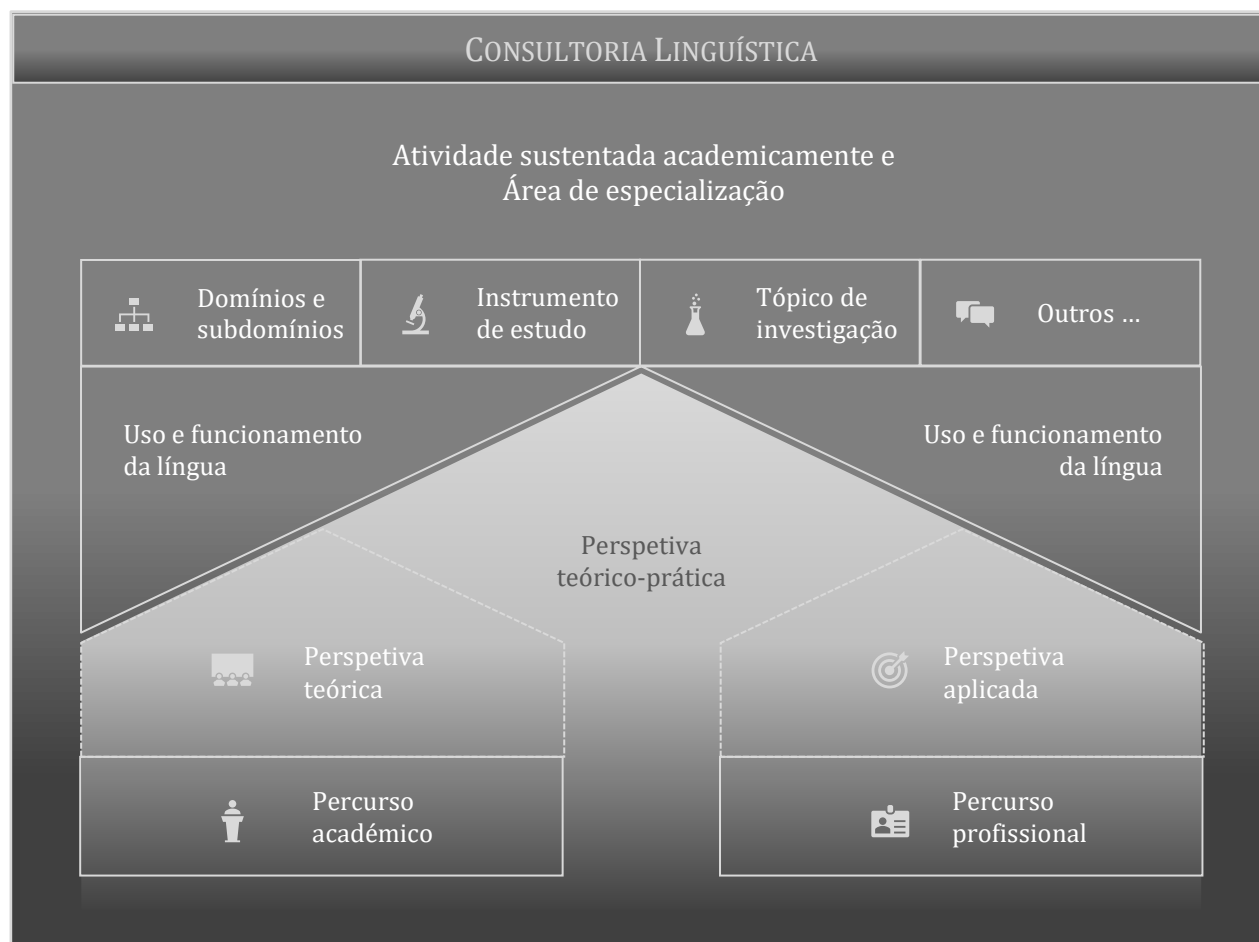 CONSULTORIA LINGUÍSTICA
Atividade sustentada academicamente e
Área de especialização
Domínios e
subdomínios
Instrumento
de estudo
Tópico de
investigação
Outros …
Uso e funcionamento
da língua
Uso e funcionamento
da língua
Perspetiva
teórico-prática
Perspetiva
teórica
Perspetiva
aplicada
Percurso
académico
Percurso
profissional